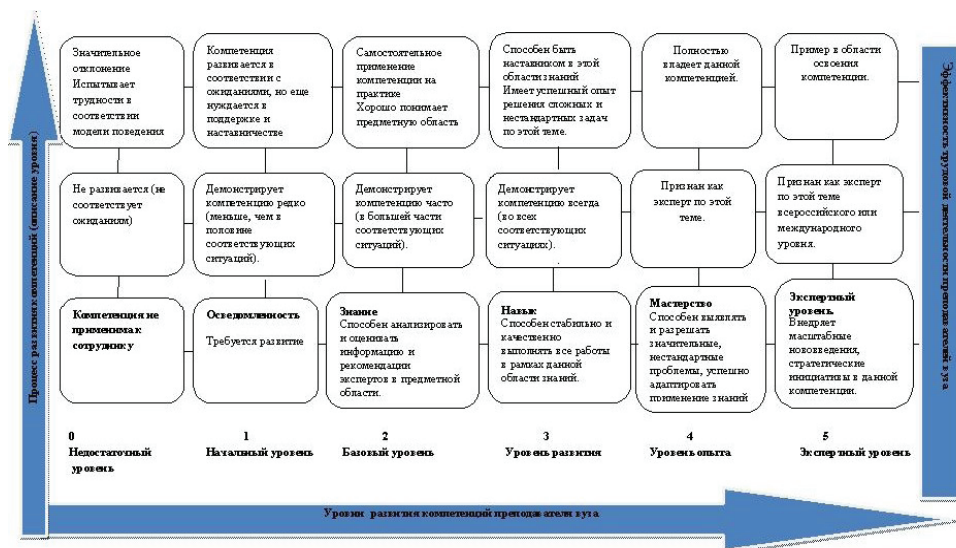 Процесс развития компетенций (описание уровня)
Значительное
отклонение
Испытывает
трудности в
соответствии
модели поведения
Компетенция
развивается в
соответствии с
ожиданиями, но еще
нуждается в
поддержке и
наставничестве
Самостоятельное
применение
компетенции на
практике
Хорошо понимает
предметную область
Способен быть
наставником в этой
области знаний
Имеет успешный опыт
решения сложных и
нестандартных задач
по этой теме.
Полностью
владеет данной
компетенцией.
Пример в области
освоения
компетенции.
Не развивается (не
соответствует
ожиданиям)
Демонстрирует
компетенцию редко
(меньше, чем в
половине
соответствующих
ситуаций).
Демонстрирует
компетенцию часто
(в большей части
соответствующих
ситуаций).
Демонстрирует
компетенцию всегда
(во всех
соответствующих
ситуациях).
Признан как
эксперт по этой
теме.
Признан как эксперт
по этой теме
всероссийского или
международного
уровня.
Компетенция не
применима к
сотруднику
Осведомленность
Требуется развитие
Знание
Способен анализировать
и оценивать
информацию и
рекомендации
экспертов в предметной
области.
Навык
Способен стабильно и
качественно
выполнять все работы
в рамках данной
области знаний.
Мастерство
Способен выявлять
и разрешать
значительные,
нестандартные
проблемы, успешно
адаптировать
применение знаний
Экспертный
уровень.
Внедряет
масштабные
нововведения,
стратегические
инициативы в данной
компетенции.
0
Недостаточный
уровень
1
Начальный уровень
2
Базовый уровень
3
Уровень развития
4
Уровень опыта
5
Экспертный уровень
Эффективность трудовой деятельности преподавателей вуза
Уровни развития компетенций преподавателя вуза